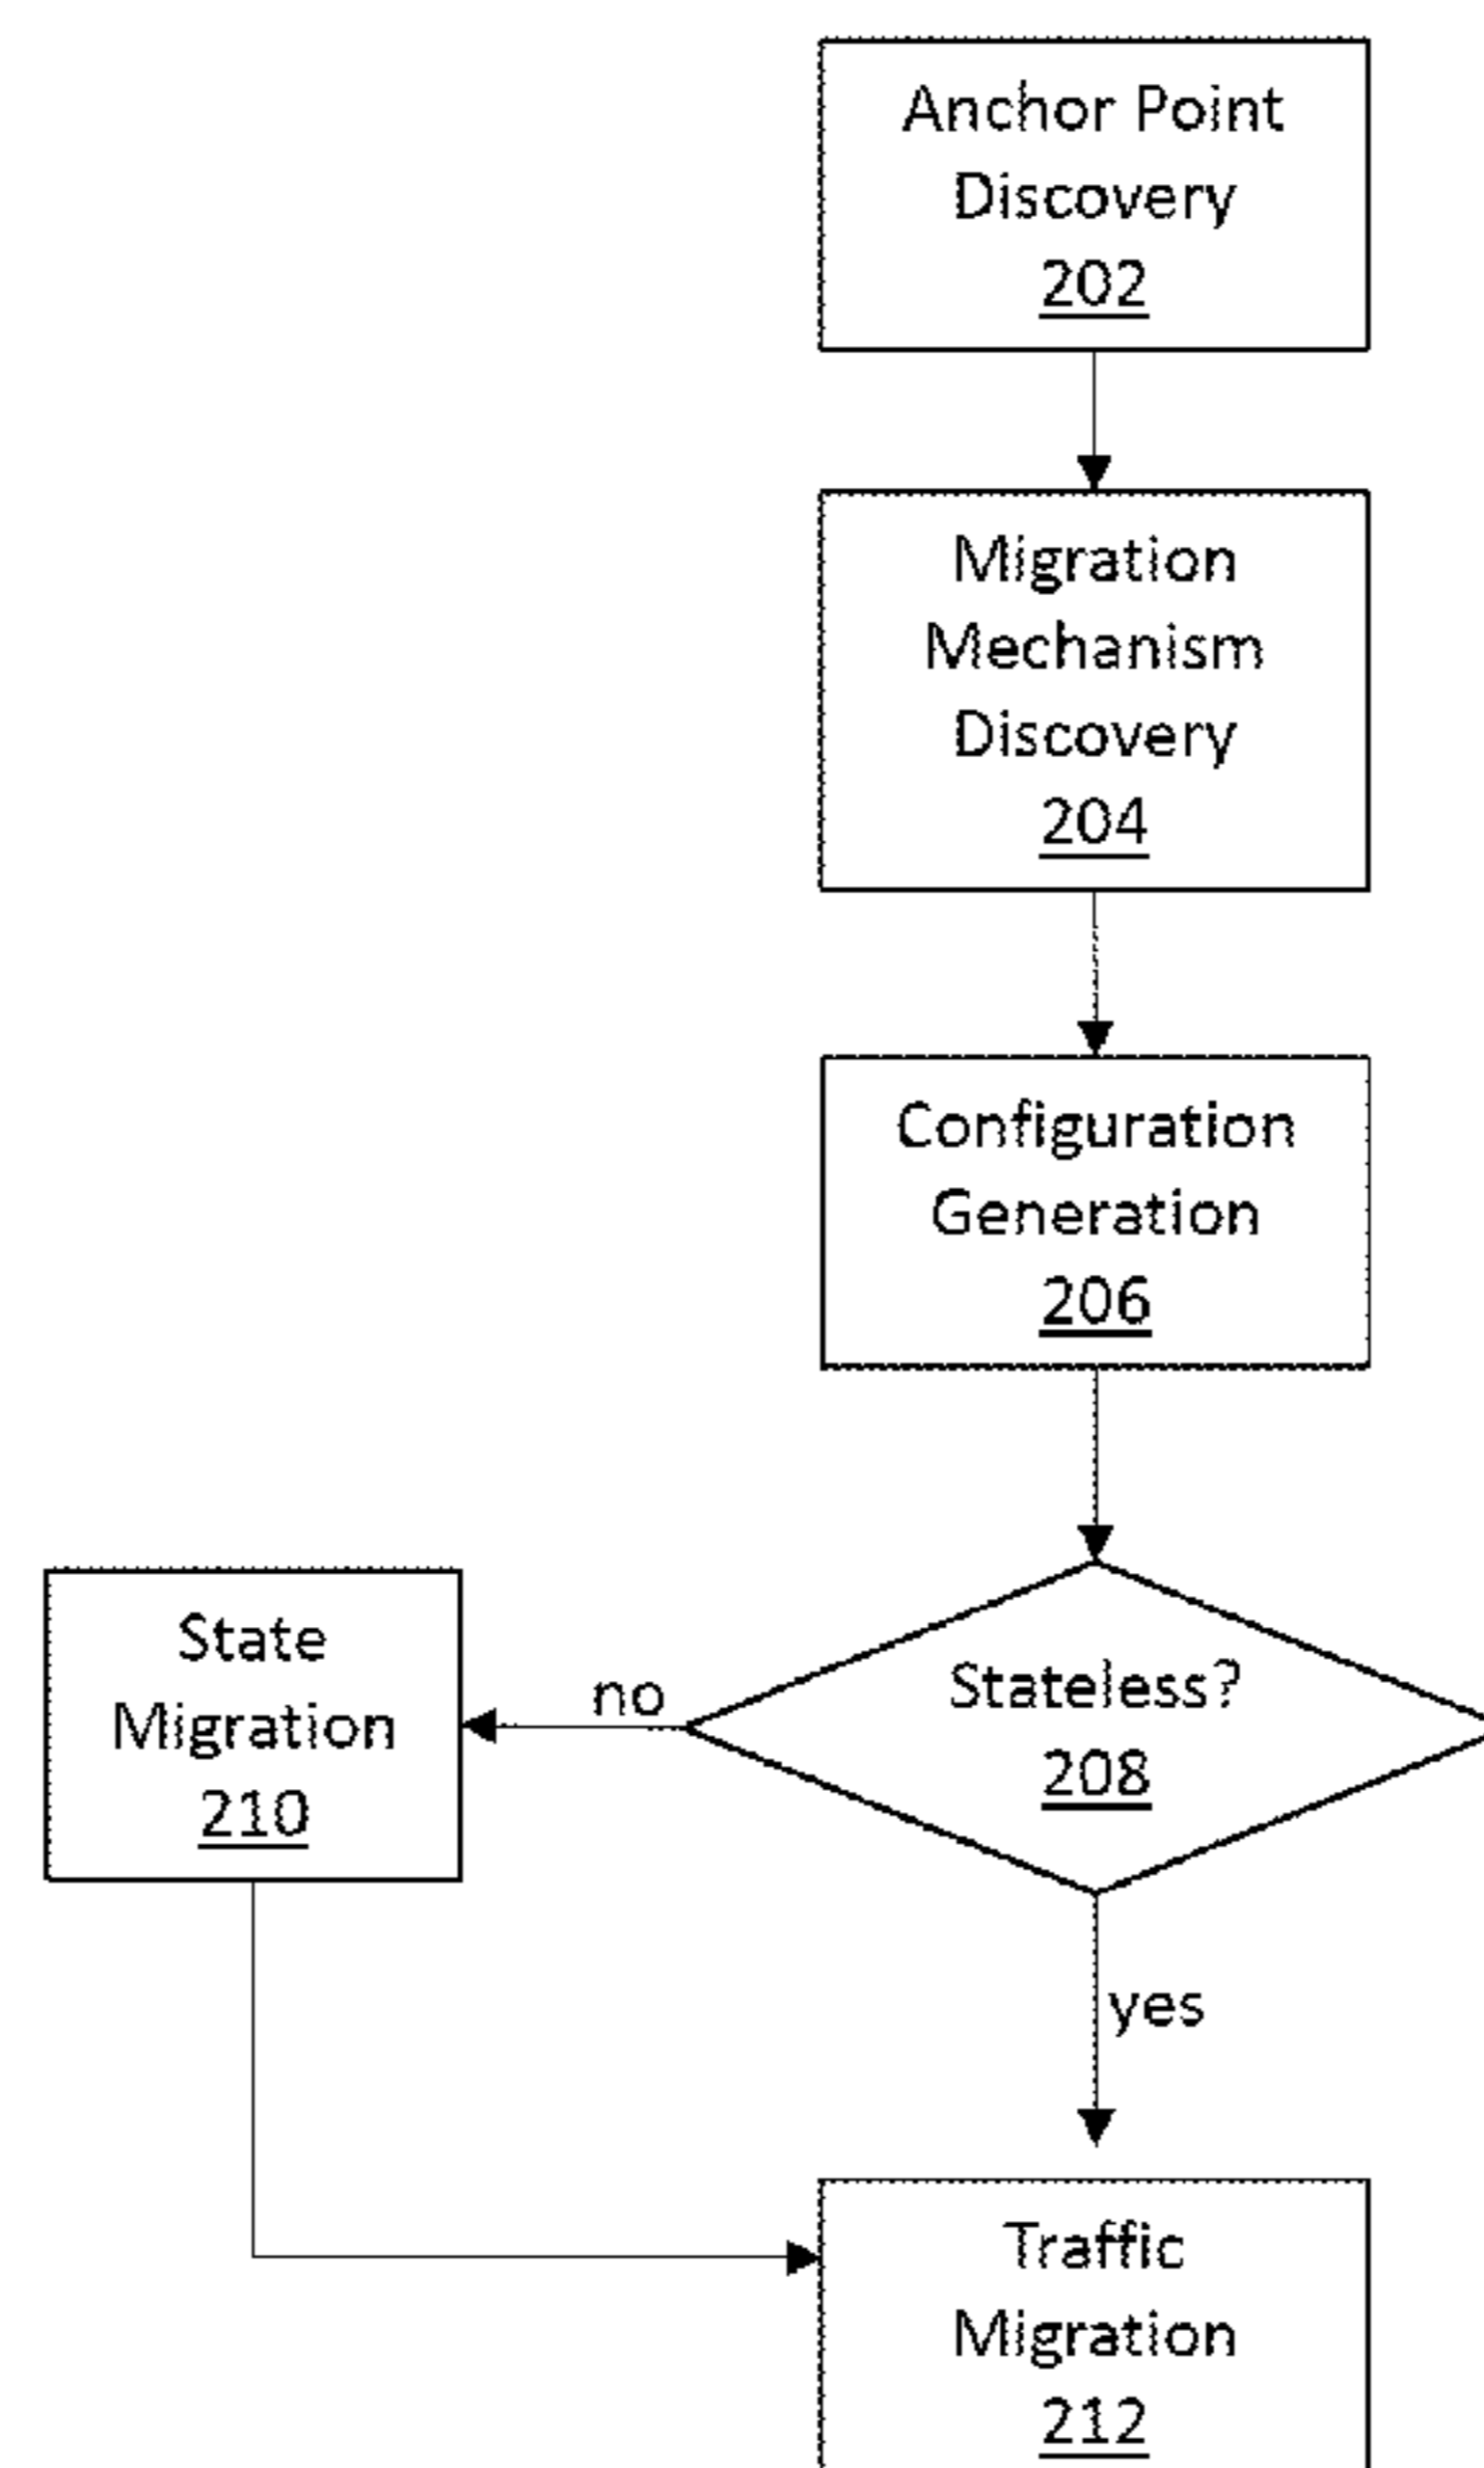 Anchor Point
Discovery
202
Migration
Mechanism
Discovery
204
Configuration
Generation
206
State
Migration
210
no
Stateless?
208
yes
Traffic
Migration
212